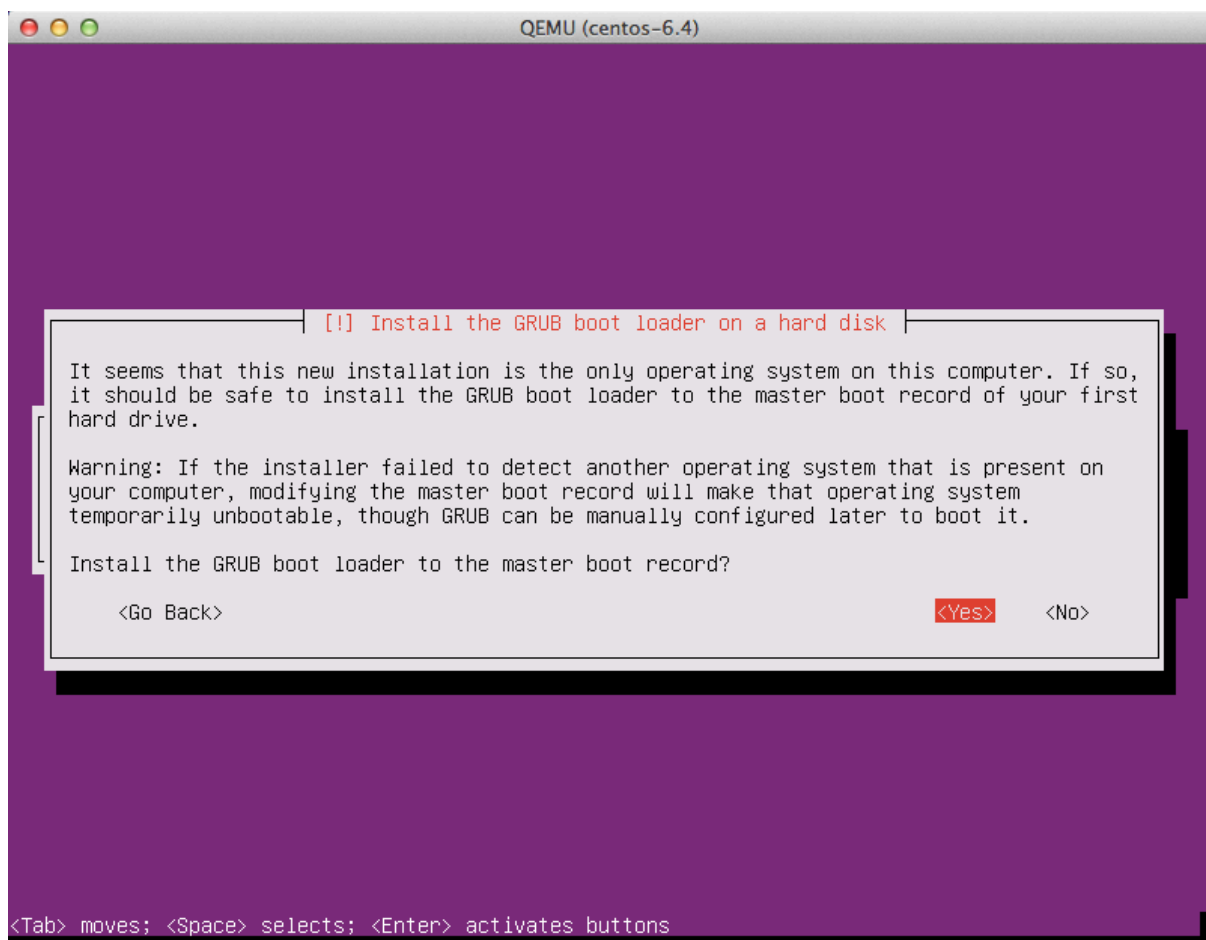 QEMU (centos-6.4)
[!] Install the GRUB boot loader on a hard disk
It seems that this new installation is the only operating system on this computer. If so,
it should be safe to install the GRUB boot loader to the master boot record of your first
hard drive.
Warning: If the installer failed to detect another operating system that is present on
your computer, modifying the master boot record will make that operating system
temporarily unbootable, though GRUB can be manually configured later to boot it.
Install the GRUB boot loader to the master boot record?
<Go Back> <Yes> <No>
<Tab> moves; <Space> selects; <Enter> activates buttons